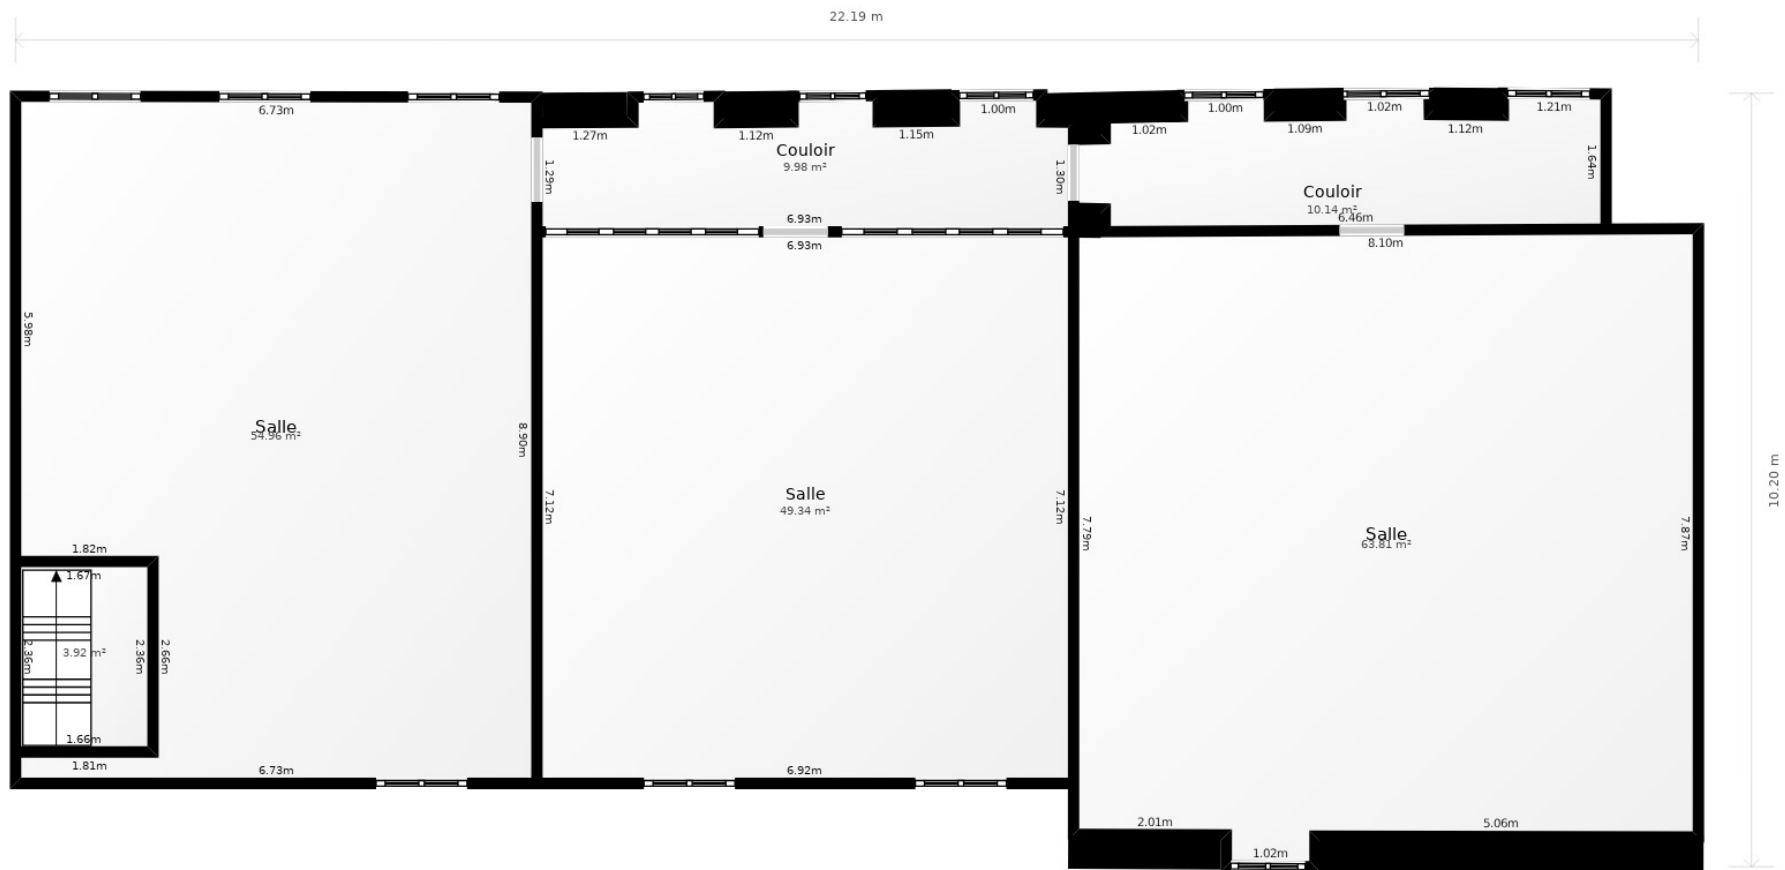 22.19 m
6.73m
1.27m
1.12m
1.15m
1.00m
1.02m
1.00m
1.09m
1.02m
1.12m
1.21m
Couloir
9.98 m²
1.29m
1.30m
1.64m
Couloir
10.14 m²
6.46m
6.93m
6.93m
8.10m
5.98m
Salle
54.96 m²
8.90m
7.12m
Salle
49.34 m²
7.12m
7.79m
Salle
63.81 m²
7.87m
10.20 m
1.82m
1.67m
2.36m
3.92 m²
2.36m
2.66m
1.66m
1.81m
6.73m
6.92m
2.01m
1.02m
5.06m